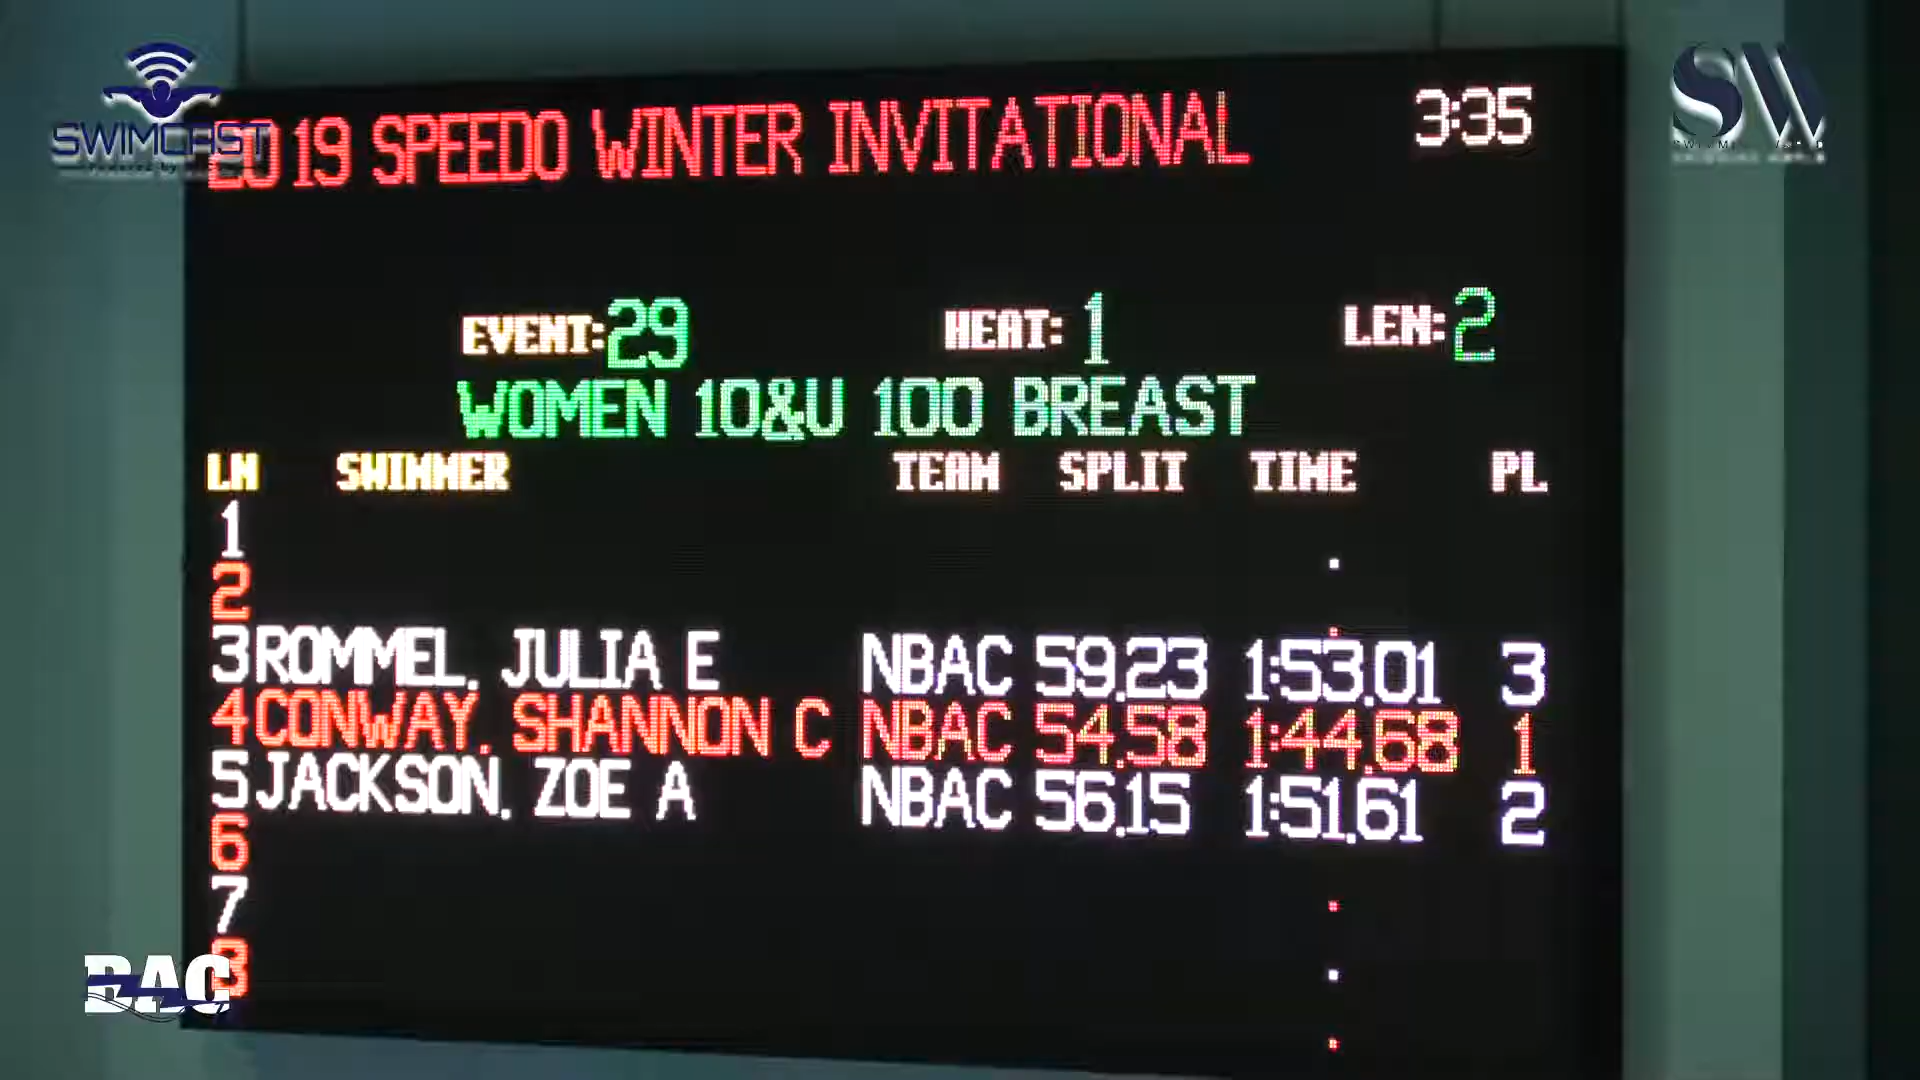 SWIMCAST
Powered by
SW
2019 SPEEDO WINTER INVITATIONAL 3:35
EVENT:29 HEAT: 1 LEN:2
WOMEN 10&U 100 BREAST
LN SWIMMER TEAM SPLIT TIME PL
1
2
3 ROMMEL, JULIA E NBAC 59.23 1:53.01 3
4 CONWAY, SHANNON C NBAC 54.58 1:44.68 1
5 JACKSON, ZOE A NBAC 56.15 1:51.61 2
6
7
8
BAC